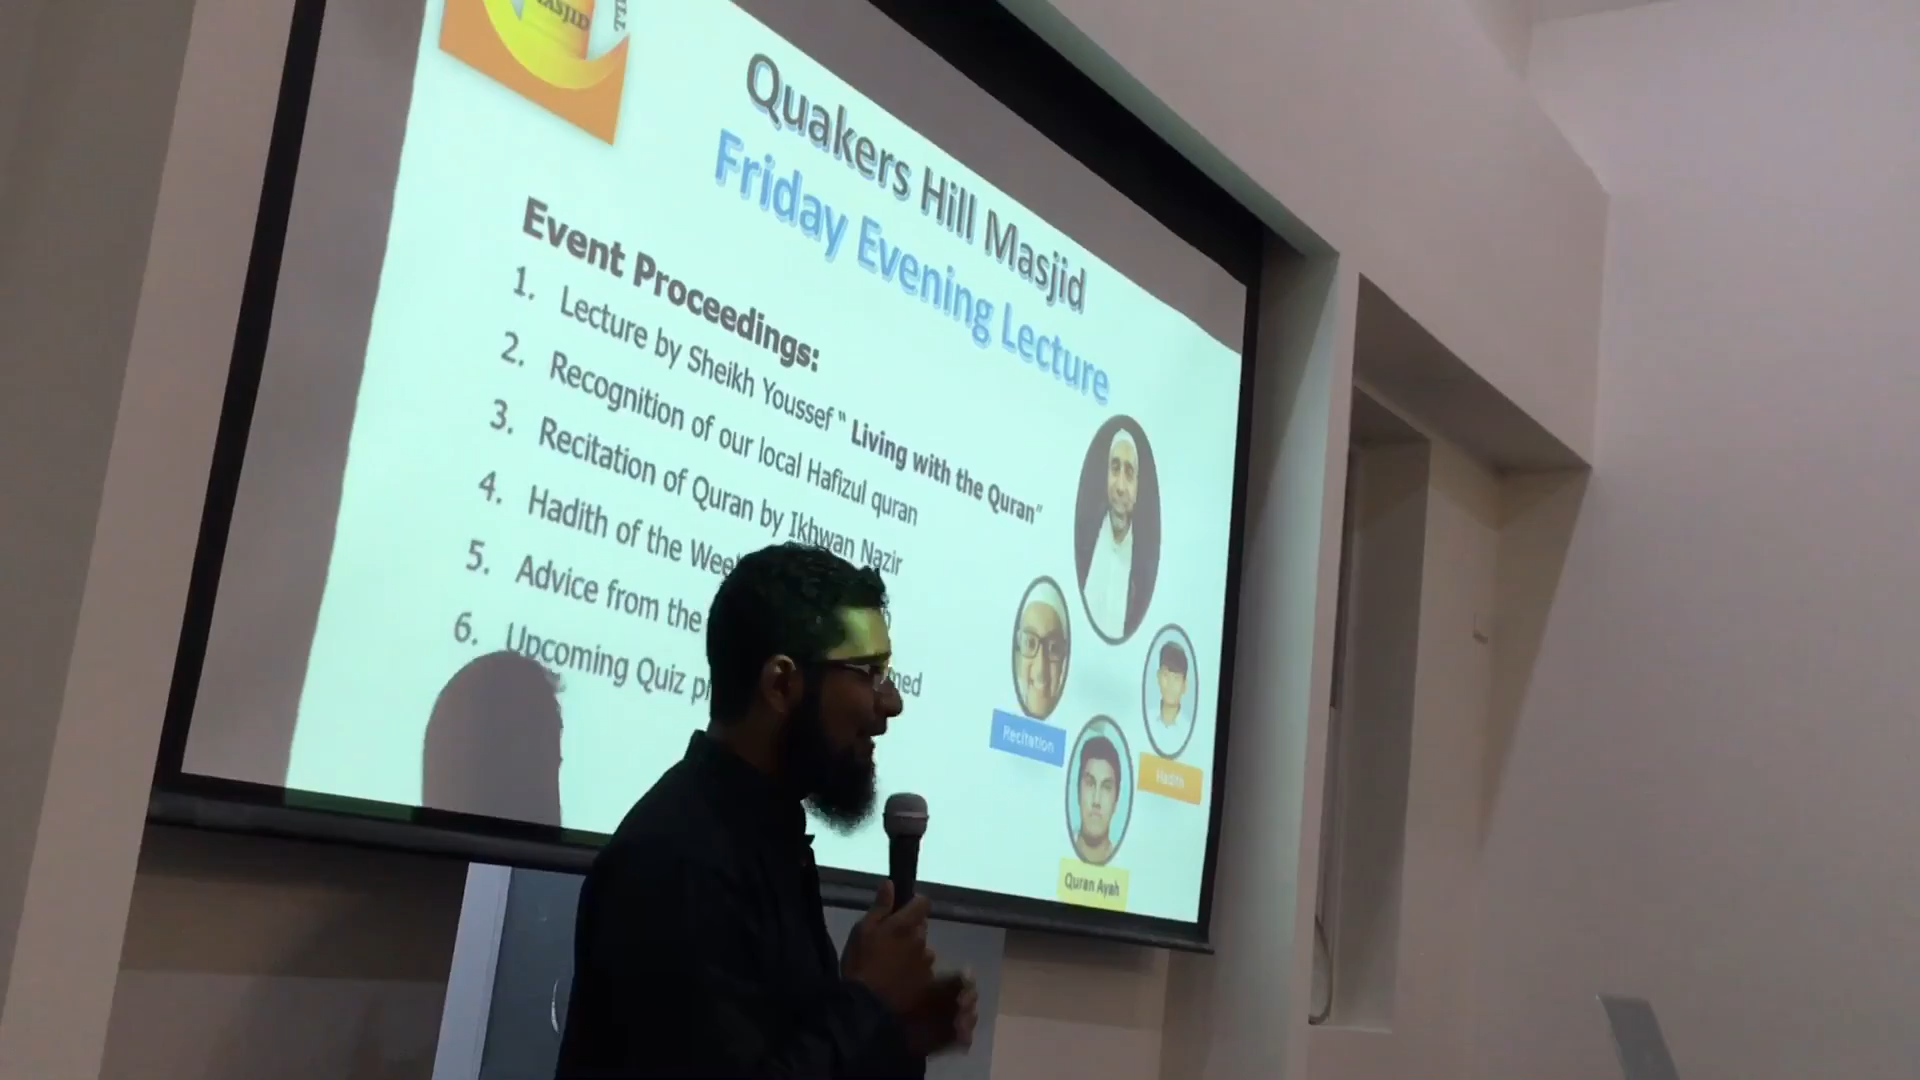 MASJID
Quakers Hill Masjid
Friday Evening Lecture
Event Proceedings:
1. Lecture by Sheikh Youssef “ Living with the Quran”
2. Recognition of our local Hafizul quran
3. Recitation of Quran by Ikhwan Nazir
4. Hadith of the
5. Advice from the
6. Upcoming Quiz
Recitation
Hadith
Quran Ayah